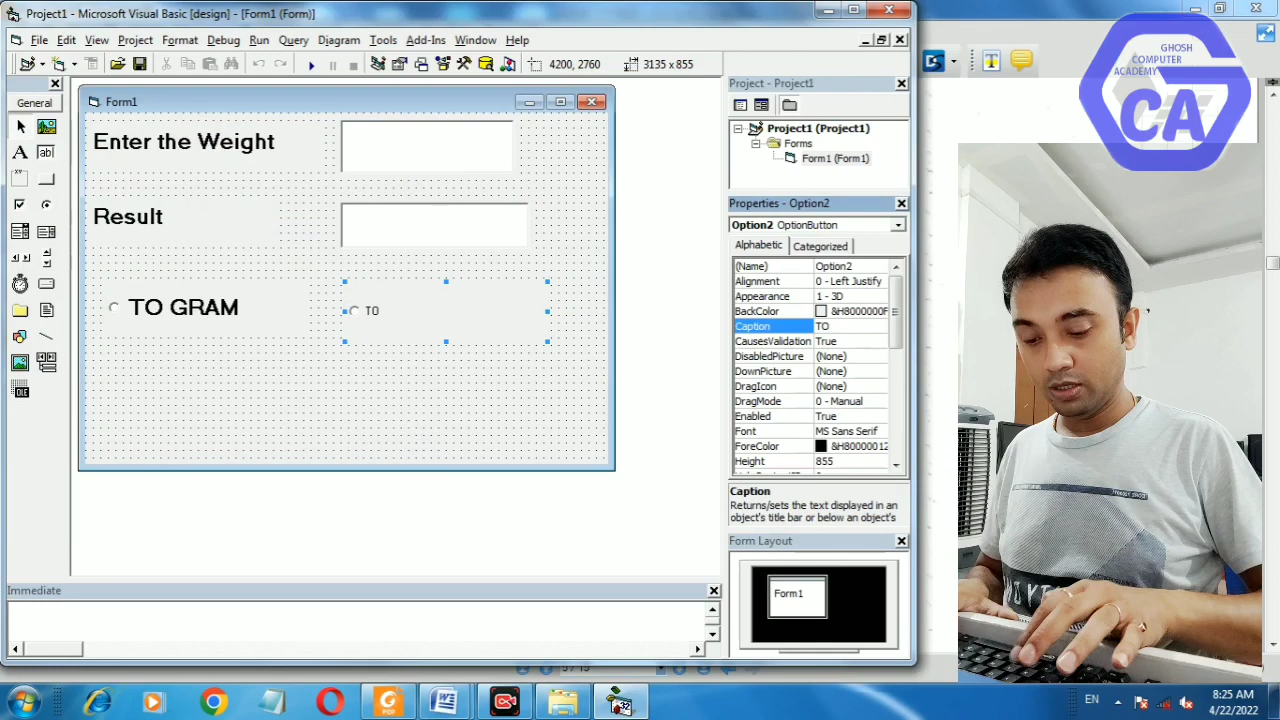 Project1 - Microsoft Visual Basic [design] - [Form1 (Form)]
File Edit View Project Format Debug Run Query Diagram Tools Add-Ins Window Help
4200, 2760 3135 x 855
General
Form1
Enter the Weight
Result
TO GRAM
TO
Project - Project1
Project1 (Project1)
Forms
Form1 (Form1)
Properties - Option2
Option2 OptionButton
Alphabetic Categorized
(Name) Option2
Alignment 0 - Left Justify
Appearance 1 - 3D
BackColor &H8000000F
Caption TO
CausesValidation True
DisabledPicture (None)
DownPicture (None)
DragIcon (None)
DragMode 0 - Manual
Enabled True
Font MS Sans Serif
ForeColor &H80000012
Height 855
Caption
Returns/sets the text displayed in an
object's title bar or below an object's
Form Layout
Form1
Immediate
GHOSH
COMPUTER
ACADEMY
CA
EN
8:25 AM
4/22/2022